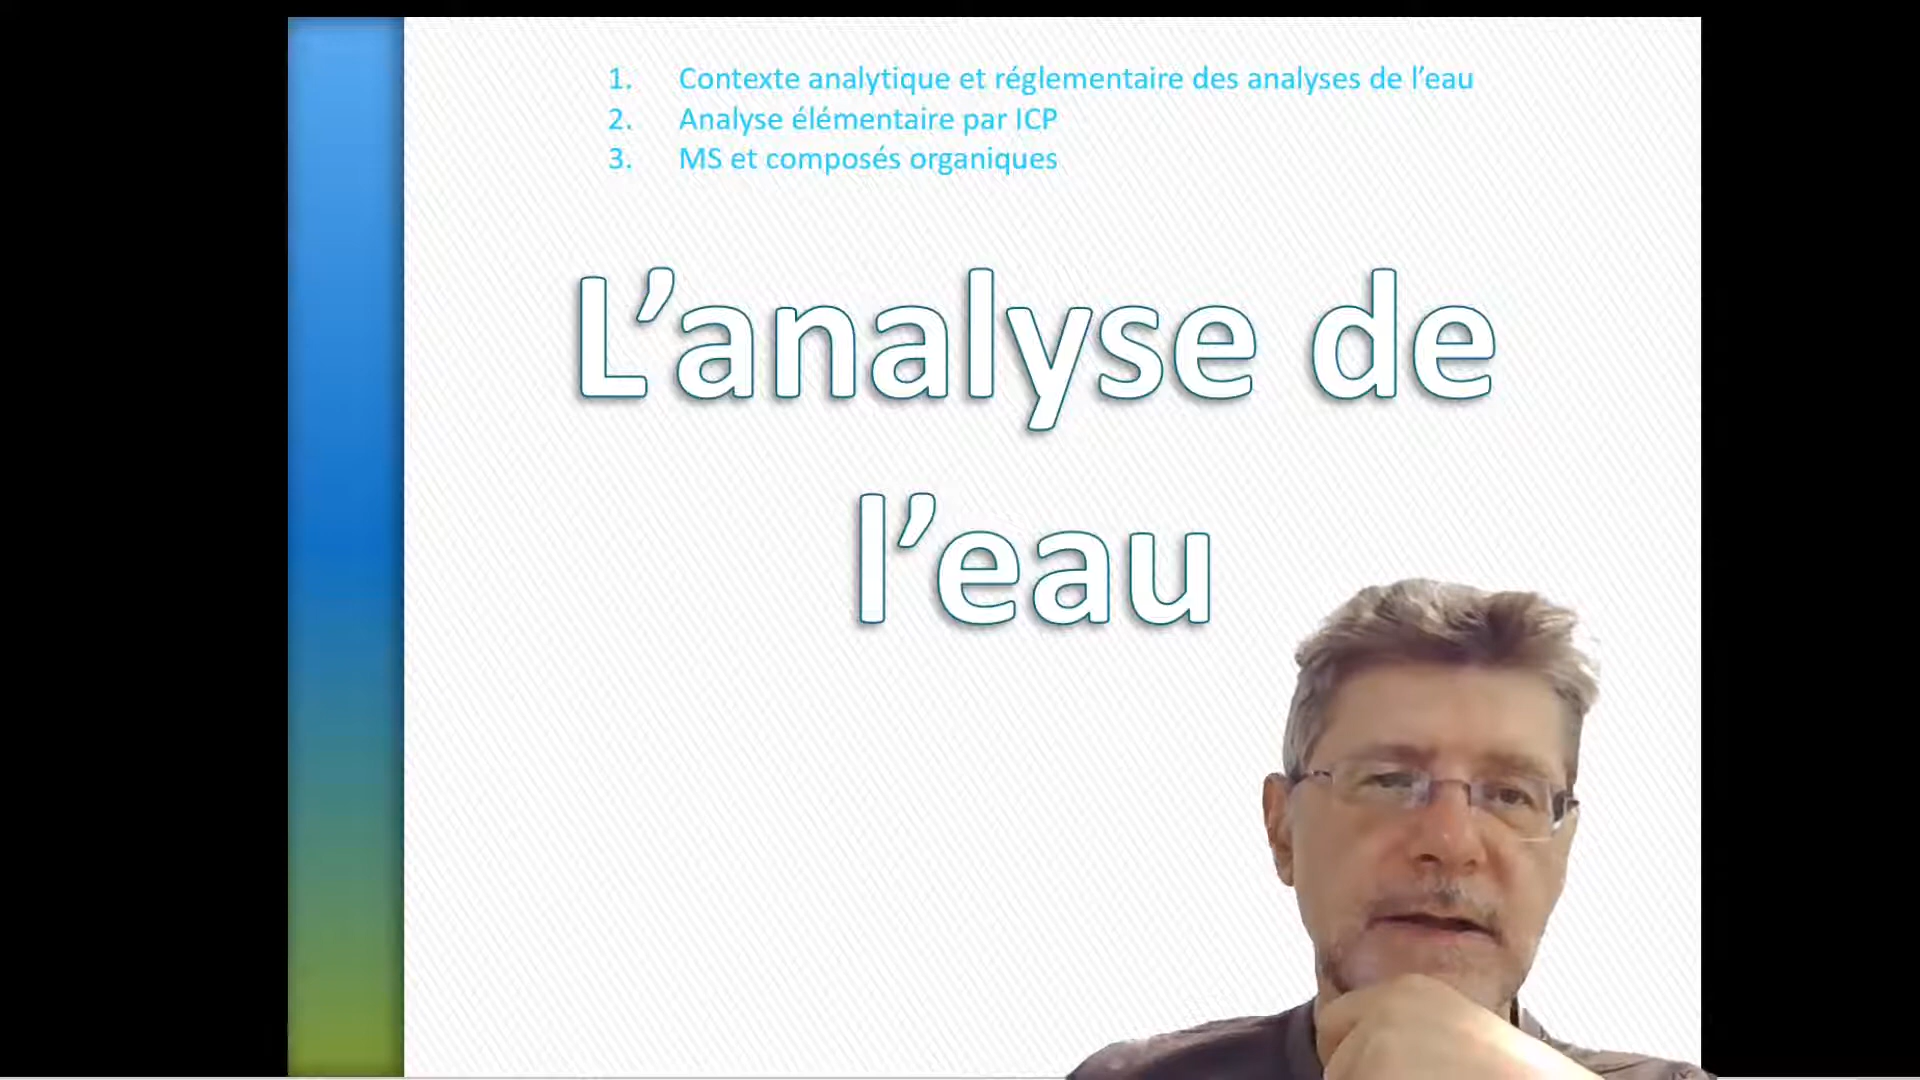 1. Contexte analytique et réglementaire des analyses de l’eau
2. Analyse élémentaire par ICP
3. MS et composés organiques
L’analyse de
l’eau